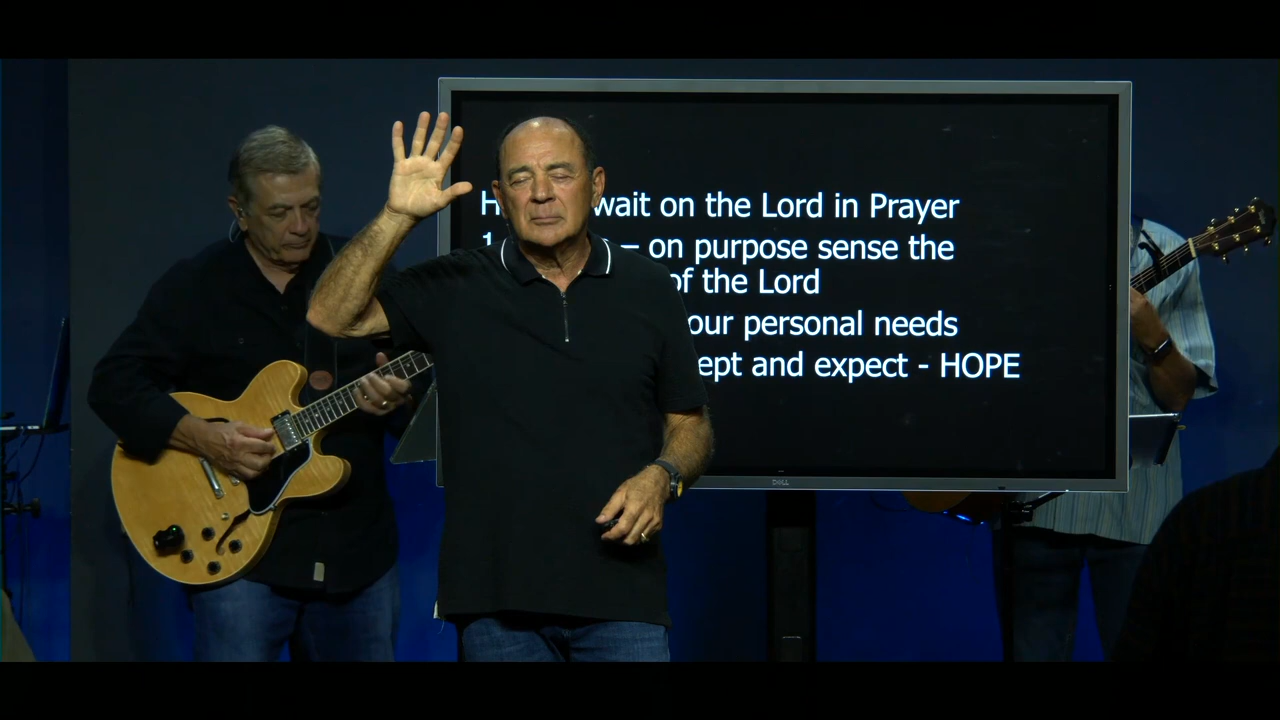 wait on the Lord in Prayer
– on purpose sense the
of the Lord
our personal needs
ept and expect - HOPE
DELL